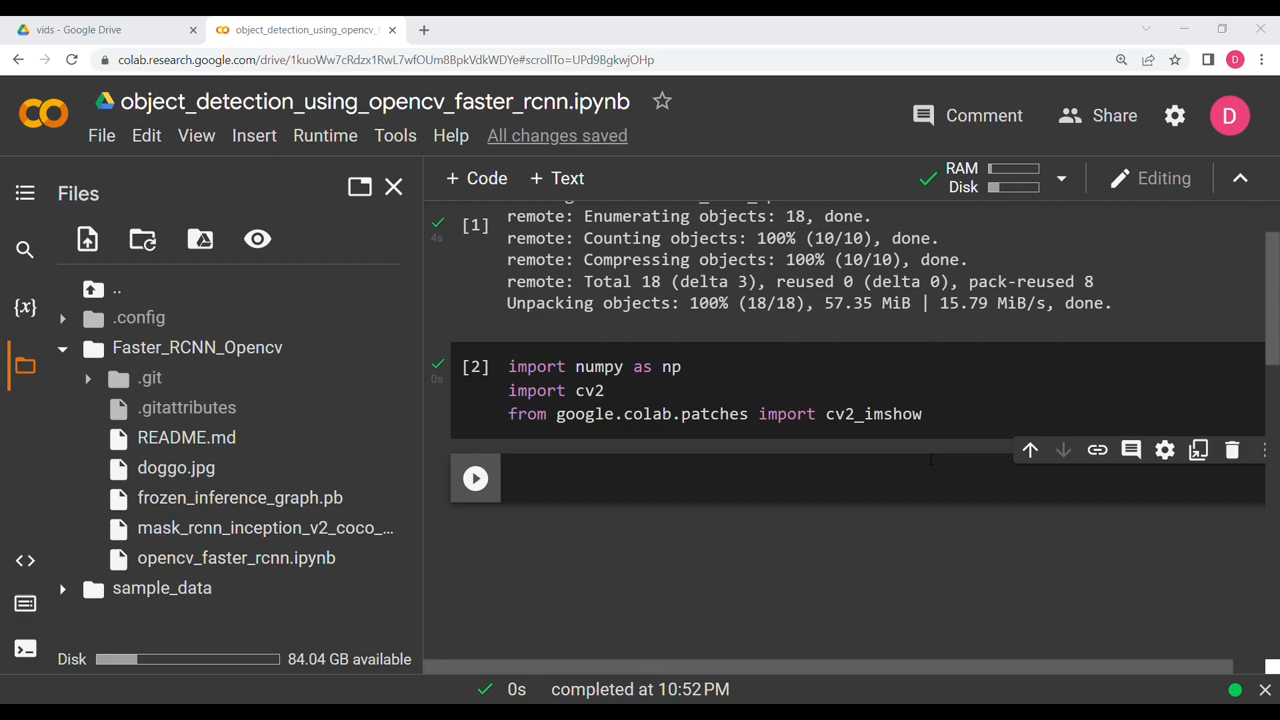 vids - Google Drive
object_detection_using_opencv_f
colab.research.google.com/drive/1kuoWw7cRdzx1RwL7wfOUm8BpkVdkWDTe#scrollTo=UPd9BgkwjOHp
D
object_detection_using_opencv_faster_rcnn.ipynb
File Edit View Insert Runtime Tools Help All changes saved
Comment
Share
D
Files
+ Code + Text
RAM
Disk
Editing
..
.config
Faster_RCNN_Opencv
.git
.gitattributes
README.md
doggo.jpg
frozen_inference_graph.pb
mask_rcnn_inception_v2_coco_...
opencv_faster_rcnn.ipynb
sample_data
Disk 84.04 GB available
{x}
[1]
4s
remote: Enumerating objects: 18, done.
remote: Counting objects: 100% (10/10), done.
remote: Compressing objects: 100% (10/10), done.
remote: Total 18 (delta 3), reused 0 (delta 0), pack-reused 8
Unpacking objects: 100% (18/18), 57.35 MiB | 15.79 MiB/s, done.
[2]
0s
import numpy as np
import cv2
from google.colab.patches import cv2_imshow
0s completed at 10:52 PM